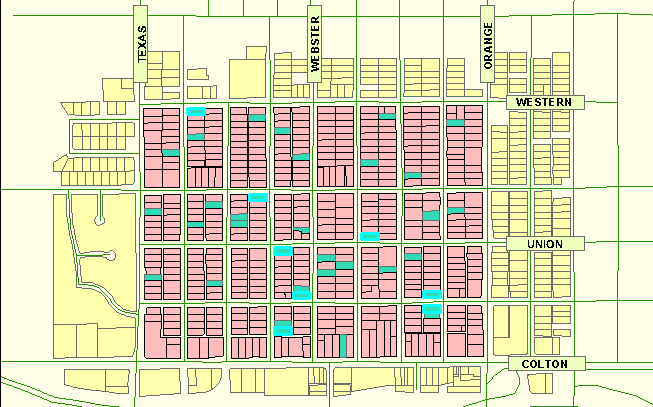 TEXAS
WEBSTER
ORANGE
WESTERN
UNION
COLTON